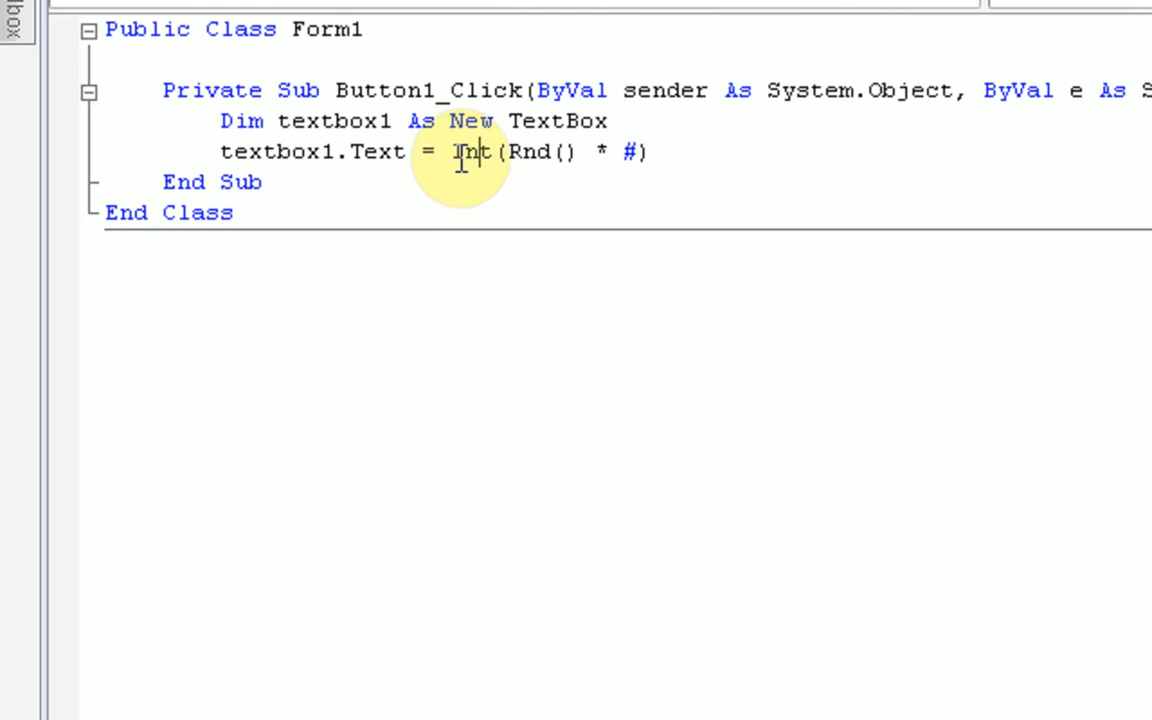 lbox
Public Class Form1
Private Sub Button1_Click(ByVal sender As System.Object, ByVal e As S
Dim textbox1 As New TextBox
textbox1.Text = Int(Rnd() * #)
End Sub
End Class